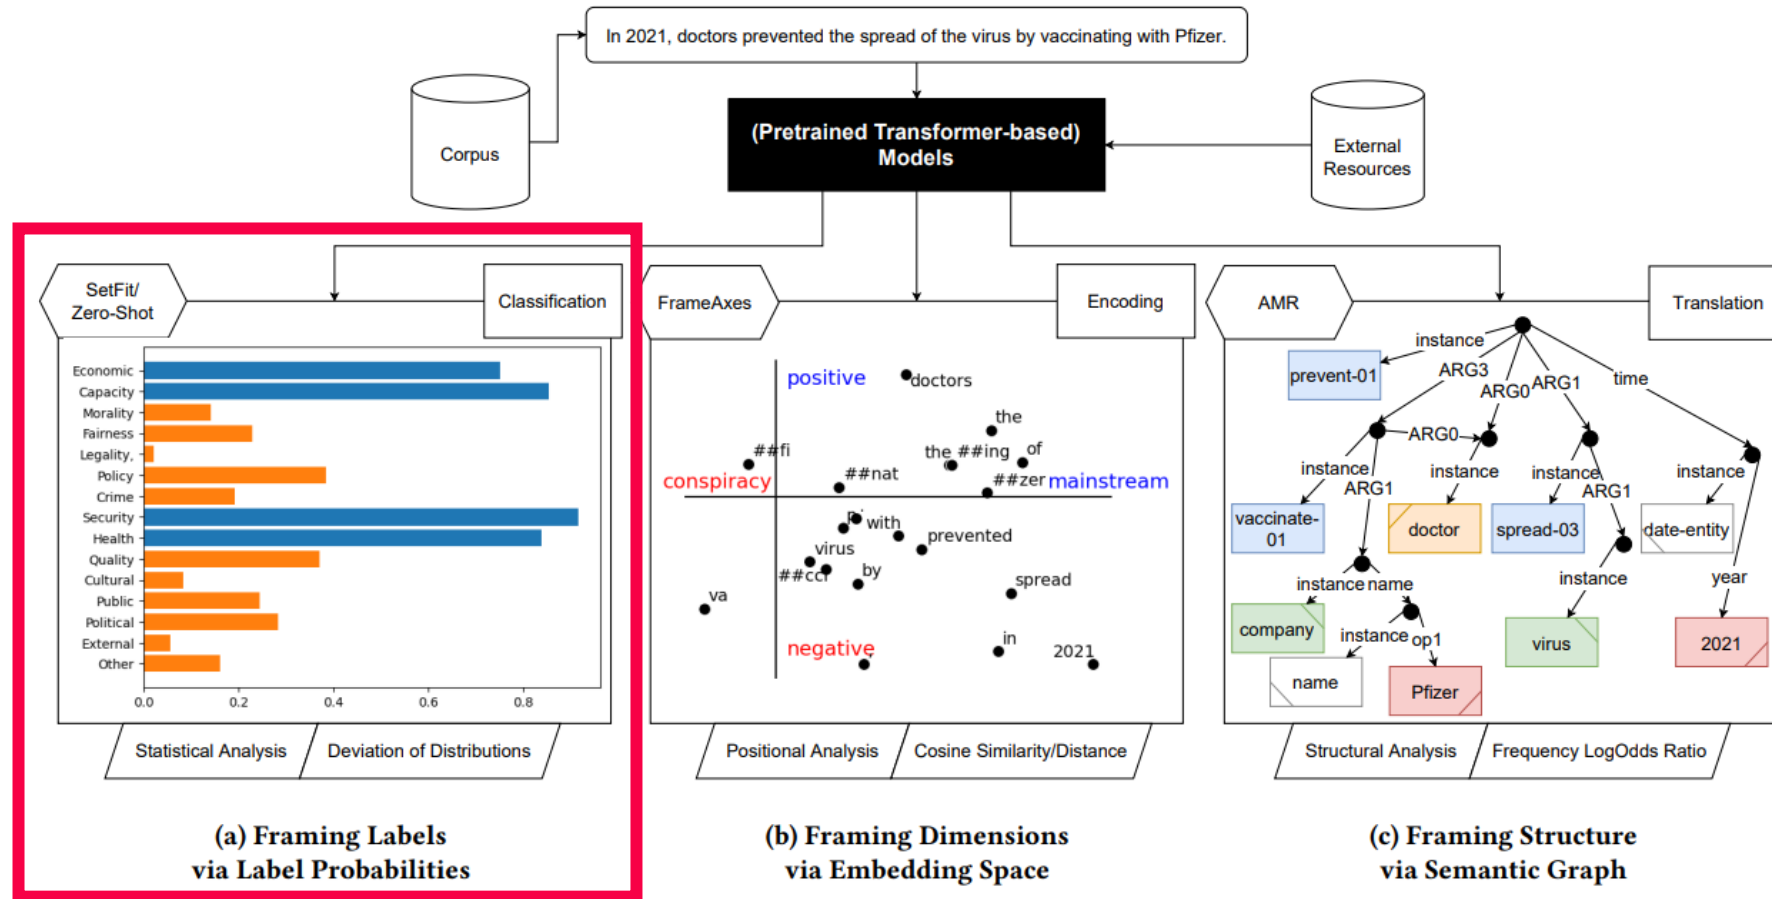 In 2021, doctors prevented the spread of the virus by vaccinating with Pfizer.
Corpus
(Pretrained Transformer-based)
Models
External
Resources
SetFit/
Zero-Shot
Classification
Economic
Capacity
Morality
Fairness
Legality,
Policy
Crime
Security
Health
Quality
Cultural
Public
Political
External
Other
0.0 0.2 0.4 0.6 0.8
Statistical Analysis
Deviation of Distributions
(a) Framing Labels
via Label Probabilities
FrameAxes
Encoding
positive
doctors
the
##fi
the
##ing
of
conspiracy
##nat
##zer
mainstream
with
prevented
virus
##cci
by
spread
va
negative
,
in
2021
Positional Analysis
Cosine Similarity/Distance
(b) Framing Dimensions
via Embedding Space
AMR
Translation
instance
prevent-01
ARG3
ARG0
ARG1
time
ARG0
instance
ARG1
instance
instance
ARG1
instance
vaccinate-
01
doctor
spread-03
date-entity
instance
name
instance
year
company
instance
op1
virus
2021
name
Pfizer
Structural Analysis
Frequency LogOdds Ratio
(c) Framing Structure
via Semantic Graph